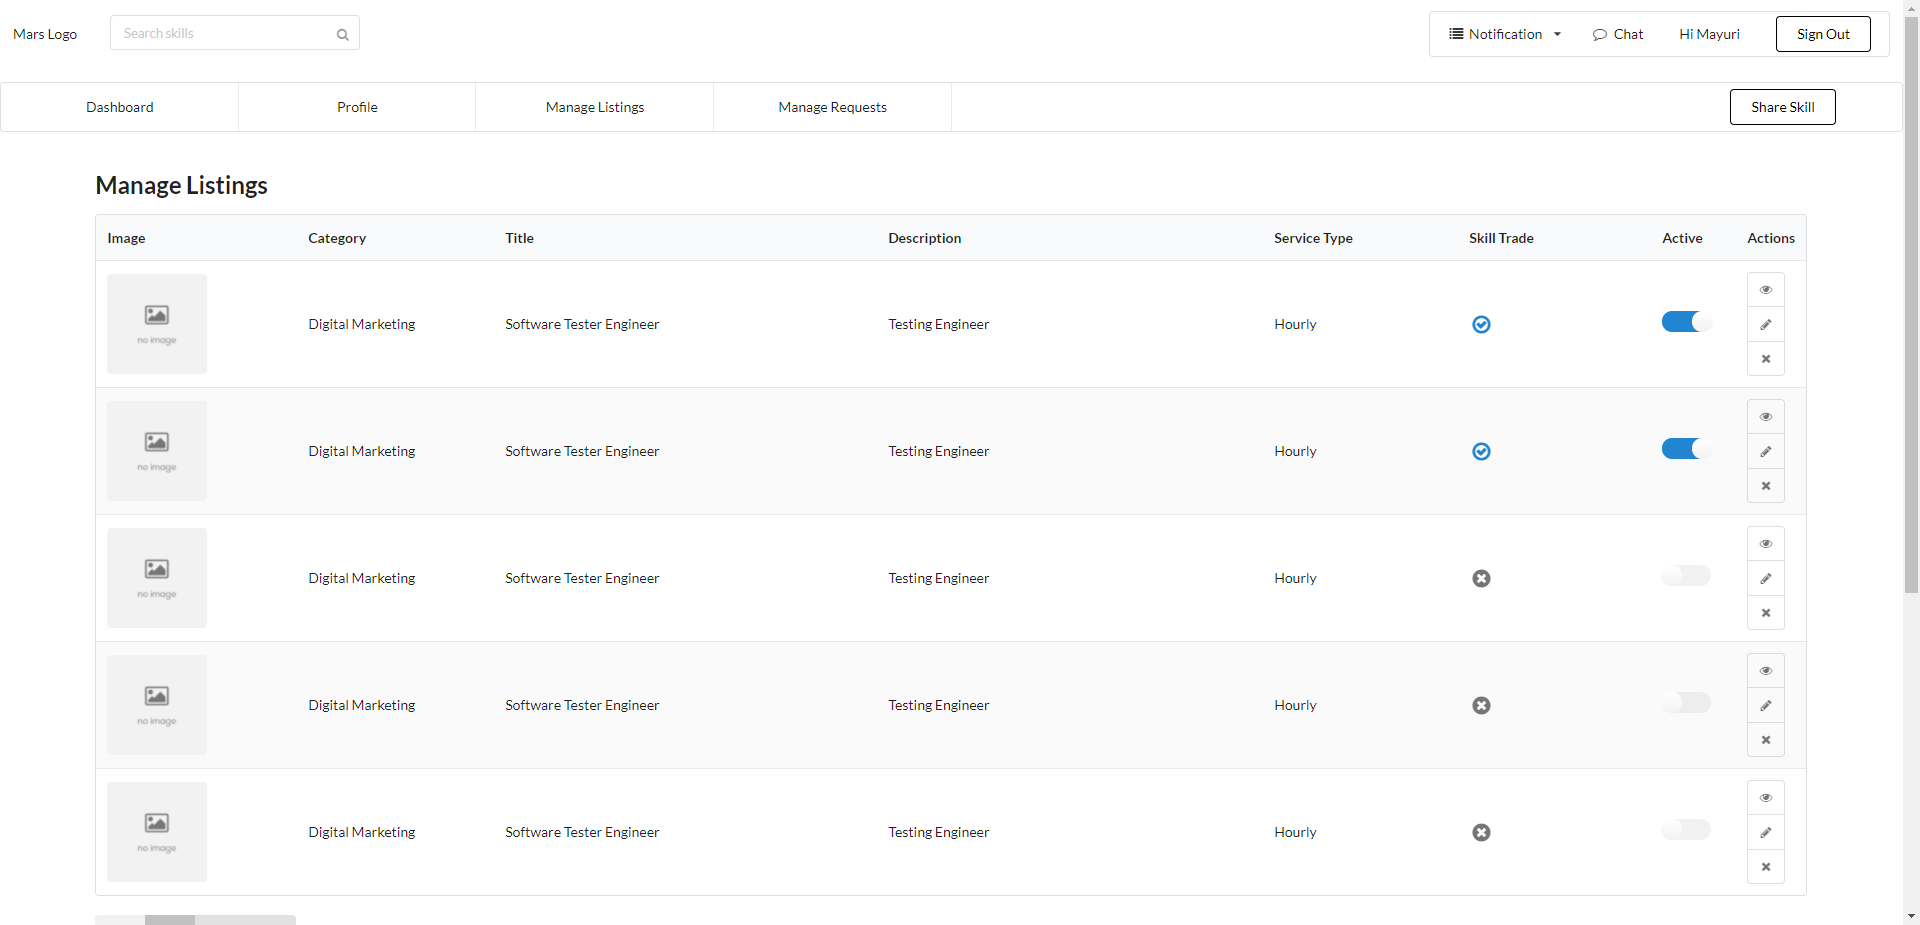 Mars Logo
Search skills
Notification
Chat
Hi Mayuri
Sign Out
Dashboard
Profile
Manage Listings
Manage Requests
Share Skill
Manage Listings
Image Category Title Description Service Type Skill Trade Active Actions
no image
Digital Marketing Software Tester Engineer Testing Engineer Hourly
no image
Digital Marketing Software Tester Engineer Testing Engineer Hourly
no image
Digital Marketing Software Tester Engineer Testing Engineer Hourly
no image
Digital Marketing Software Tester Engineer Testing Engineer Hourly
no image
Digital Marketing Software Tester Engineer Testing Engineer Hourly